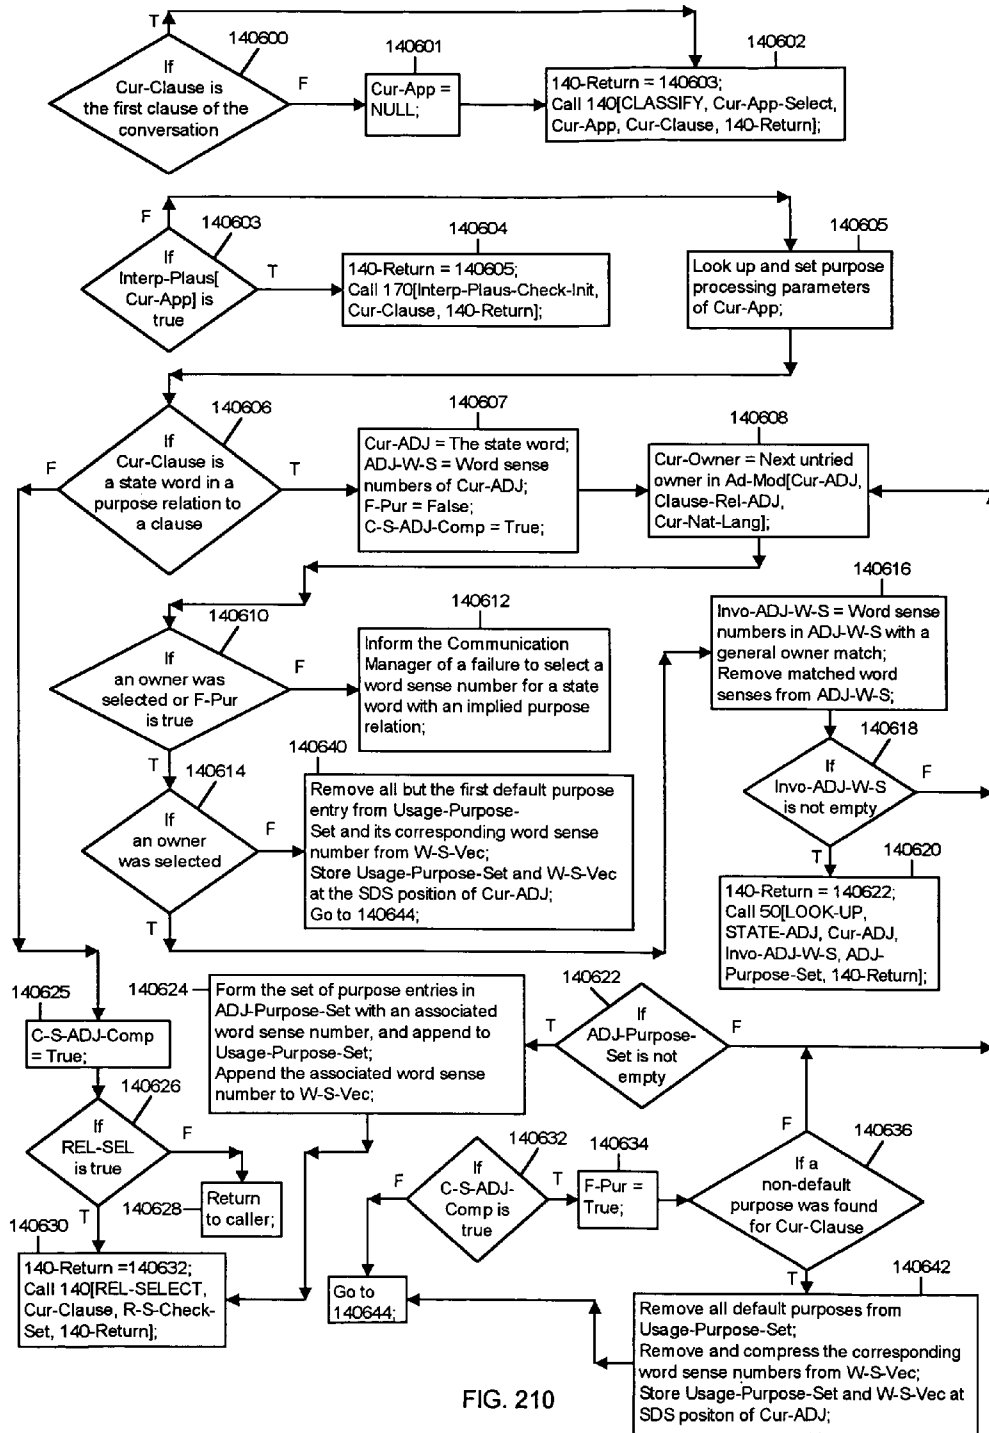 T
140600
If
Cur-Clause is
the first clause of the
conversation
F
140601
Cur-App =
NULL;
140602
140-Return = 140603;
Call 140[CLASSIFY, Cur-App-Select,
Cur-App, Cur-Clause, 140-Return];
F
140603
If
Interp-Plaus[
Cur-App] is
true
T
140604
140-Return = 140605;
Call 170[Interp-Plaus-Check-Init,
Cur-Clause, 140-Return];
140605
Look up and set purpose
processing parameters
of Cur-App;
140606
If
Cur-Clause is
a state word in a
purpose relation to
a clause
F
T
140607
Cur-ADJ = The state word;
ADJ-W-S = Word sense
numbers of Cur-ADJ;
F-Pur = False;
C-S-ADJ-Comp = True;
140608
Cur-Owner = Next untried
owner in Ad-Mod[Cur-ADJ,
Clause-Rel-ADJ,
Cur-Nat-Lang];
140610
If
an owner was
selected or F-Pur
is true
F
T
140612
Inform the Communication
Manager of a failure to select a
word sense number for a state
word with an implied purpose
relation;
140616
Invo-ADJ-W-S = Word sense
numbers in ADJ-W-S with a
general owner match;
Remove matched word
senses from ADJ-W-S;
140614
If
an owner
was selected
F
T
140640
Remove all but the first default purpose
entry from Usage-Purpose-
Set and its corresponding word sense
number from W-S-Vec;
Store Usage-Purpose-Set and W-S-Vec
at the SDS position of Cur-ADJ;
Go to 140644;
140618
If
Invo-ADJ-W-S
is not empty
F
T
140620
140-Return = 140622;
Call 50[LOOK-UP,
STATE-ADJ, Cur-ADJ,
Invo-ADJ-W-S, ADJ-
Purpose-Set, 140-Return];
140625
C-S-ADJ-Comp
= True;
140624
Form the set of purpose entries in
ADJ-Purpose-Set with an associated
word sense number, and append to
Usage-Purpose-Set;
Append the associated word sense
number to W-S-Vec;
140622
If
ADJ-Purpose-
Set is not
empty
T
F
140626
If
REL-SEL
is true
F
T
140628
Return
to caller;
140630
140-Return =140632;
Call 140[REL-SELECT,
Cur-Clause, R-S-Check-
Set, 140-Return];
140632
If
C-S-ADJ-
Comp is
true
F
T
140634
F-Pur =
True;
140636
If a
non-default
purpose was found
for Cur-Clause
F
T
Go to
140644;
140642
Remove all default purposes from
Usage-Purpose-Set;
Remove and compress the corresponding
word sense numbers from W-S-Vec;
Store Usage-Purpose-Set and W-S-Vec at
SDS positon of Cur-ADJ;
FIG. 210